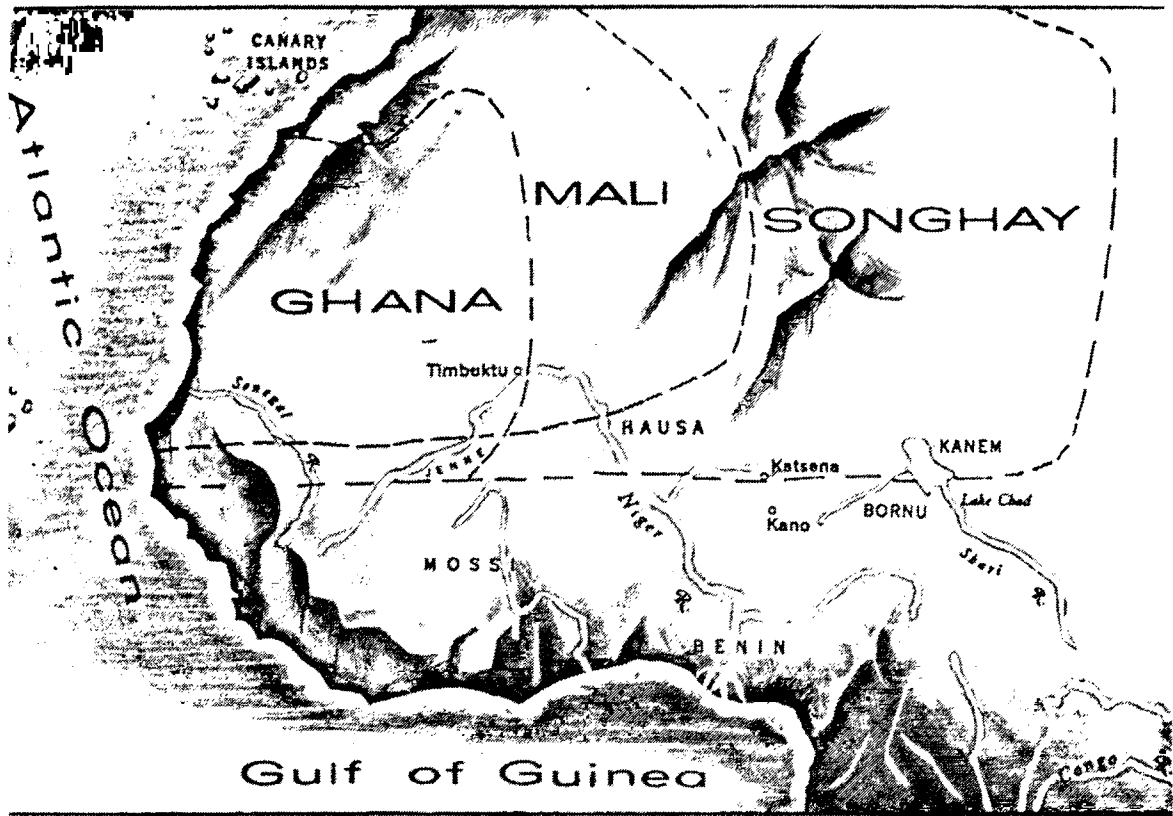 CANARY
ISLANDS
Atlantic Ocean
MALI
SONGHAY
GHANA
Timbuktu
Senegal R.
HAUSA
JENNE
Katsena
KANEM
Lake Chad
BORNU
Kano
Niger R.
Shari R.
MOSSI
BENIN
Gulf of Guinea
Congo